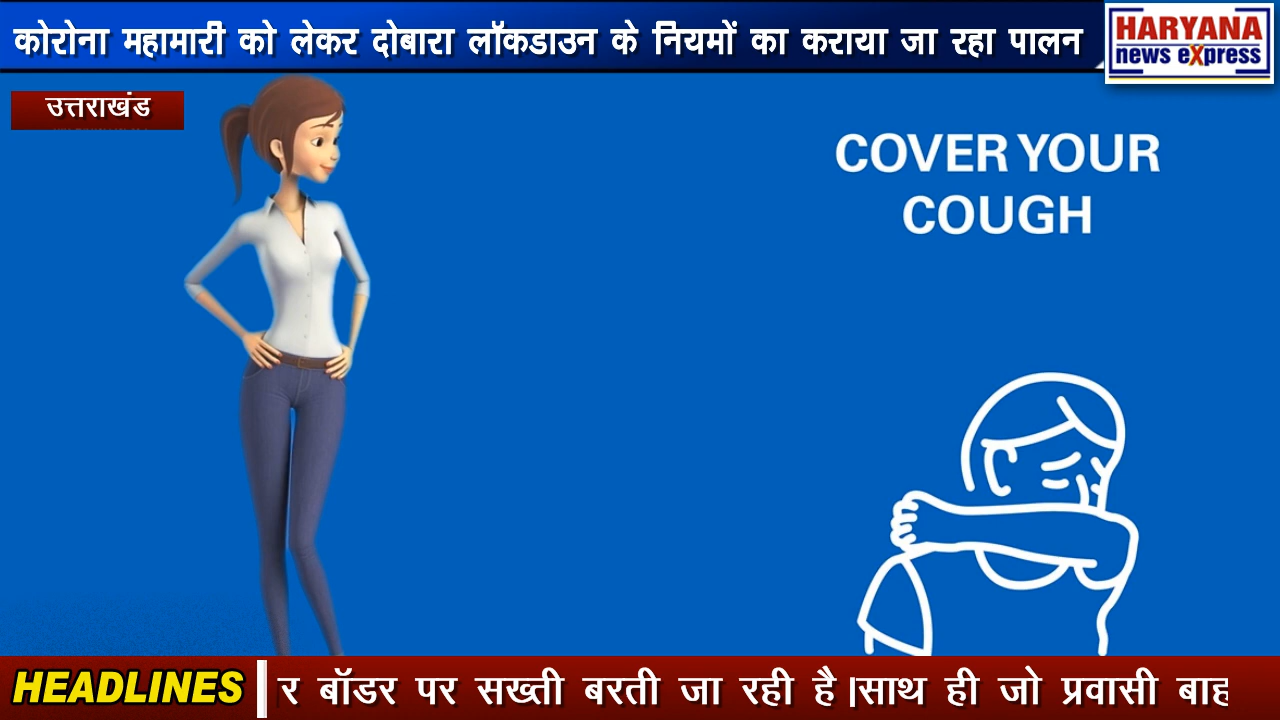 कोरोना महामारी को लेकर दोबारा लॉकडाउन के नियमों का कराया जा रहा पालन
HARYANA
news eXpress
उत्तराखंड
COVER YOUR
COUGH
HEADLINES
र बॉडर पर सख्ती बरती जा रही है |साथ ही जो प्रवासी बाह